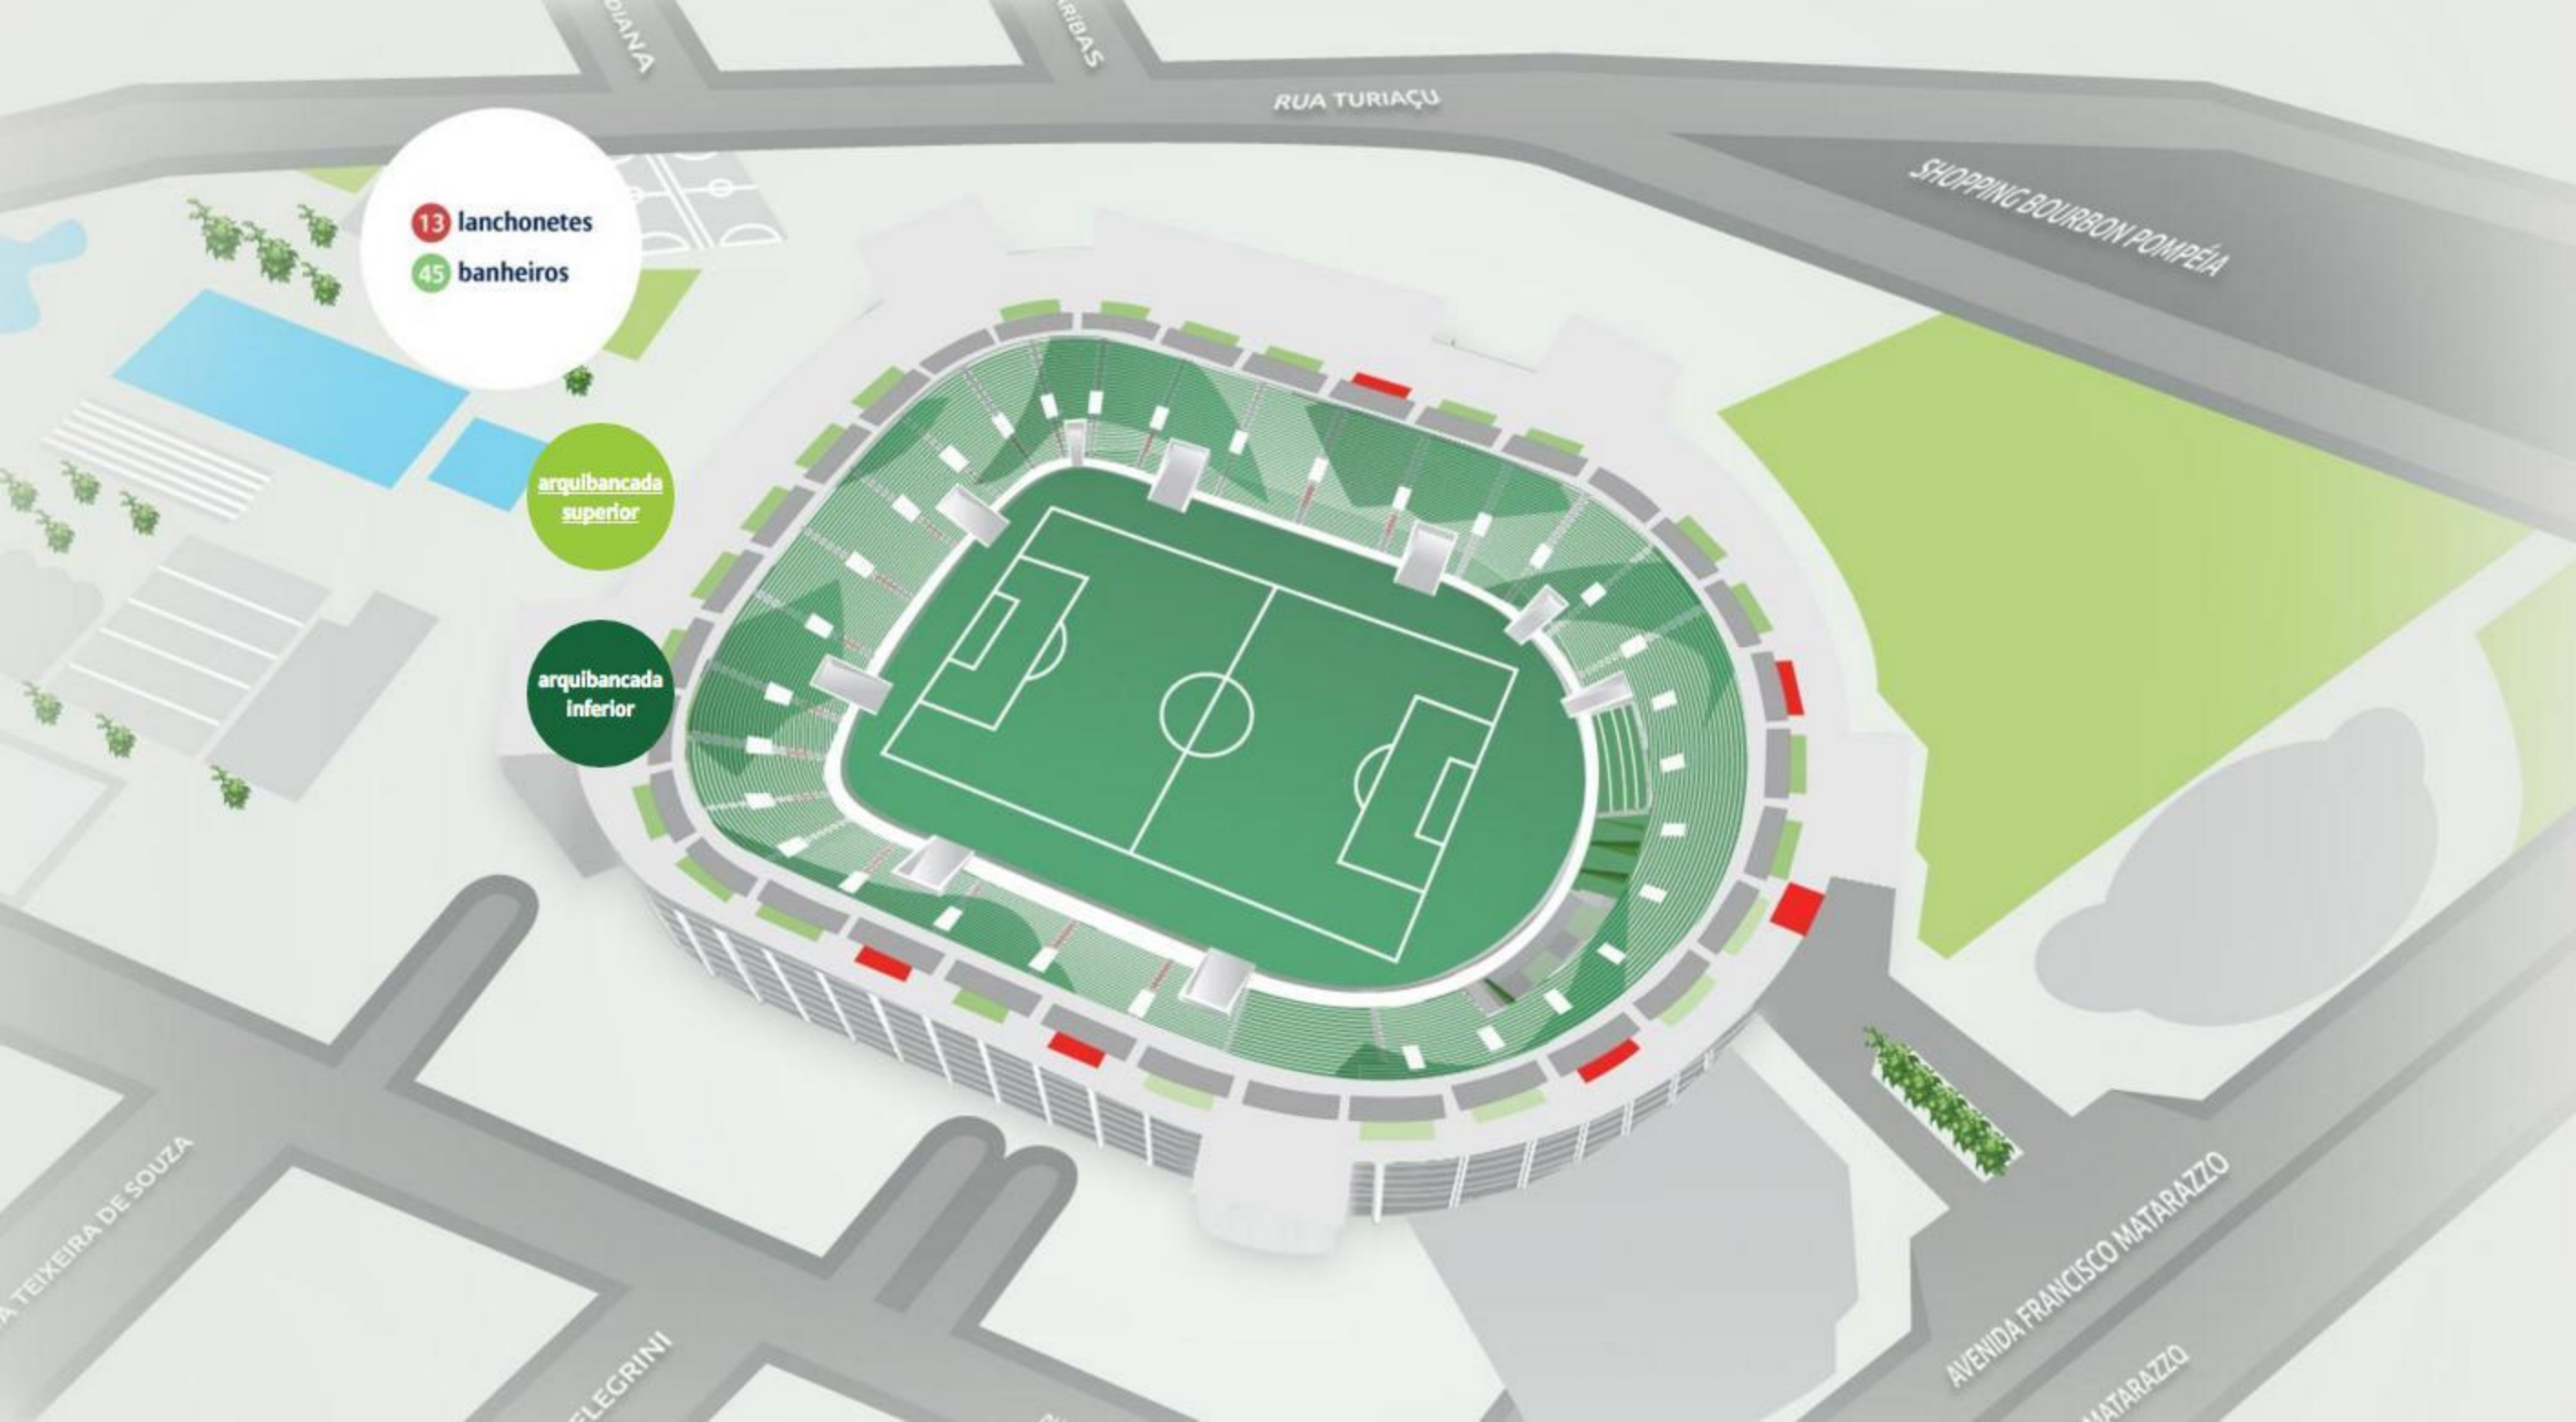 DIANA
RUA TURIAÇU
SHOPPING BOURBON POMPÉIA
13 lanchonetes
45 banheiros
arquibancada
superior
arquibancada
inferior
TEIXEIRA DE SOUZA
AVENIDA FRANCISCO MATARAZZO
MATARAZZO